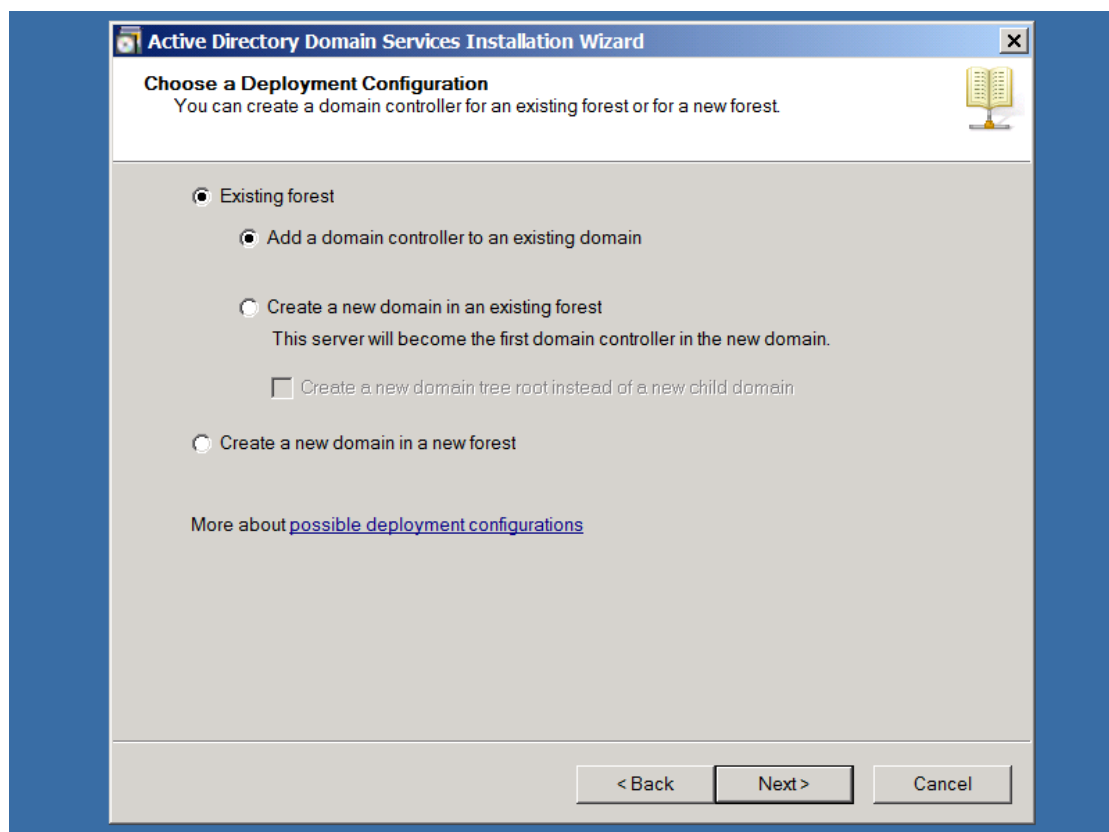 Active Directory Domain Services Installation Wizard
Choose a Deployment Configuration
You can create a domain controller for an existing forest or for a new forest.
Existing forest
Add a domain controller to an existing domain
Create a new domain in an existing forest
This server will become the first domain controller in the new domain.
Create a new domain tree root instead of a new child domain
Create a new domain in a new forest
More about possible deployment configurations
< Back Next > Cancel